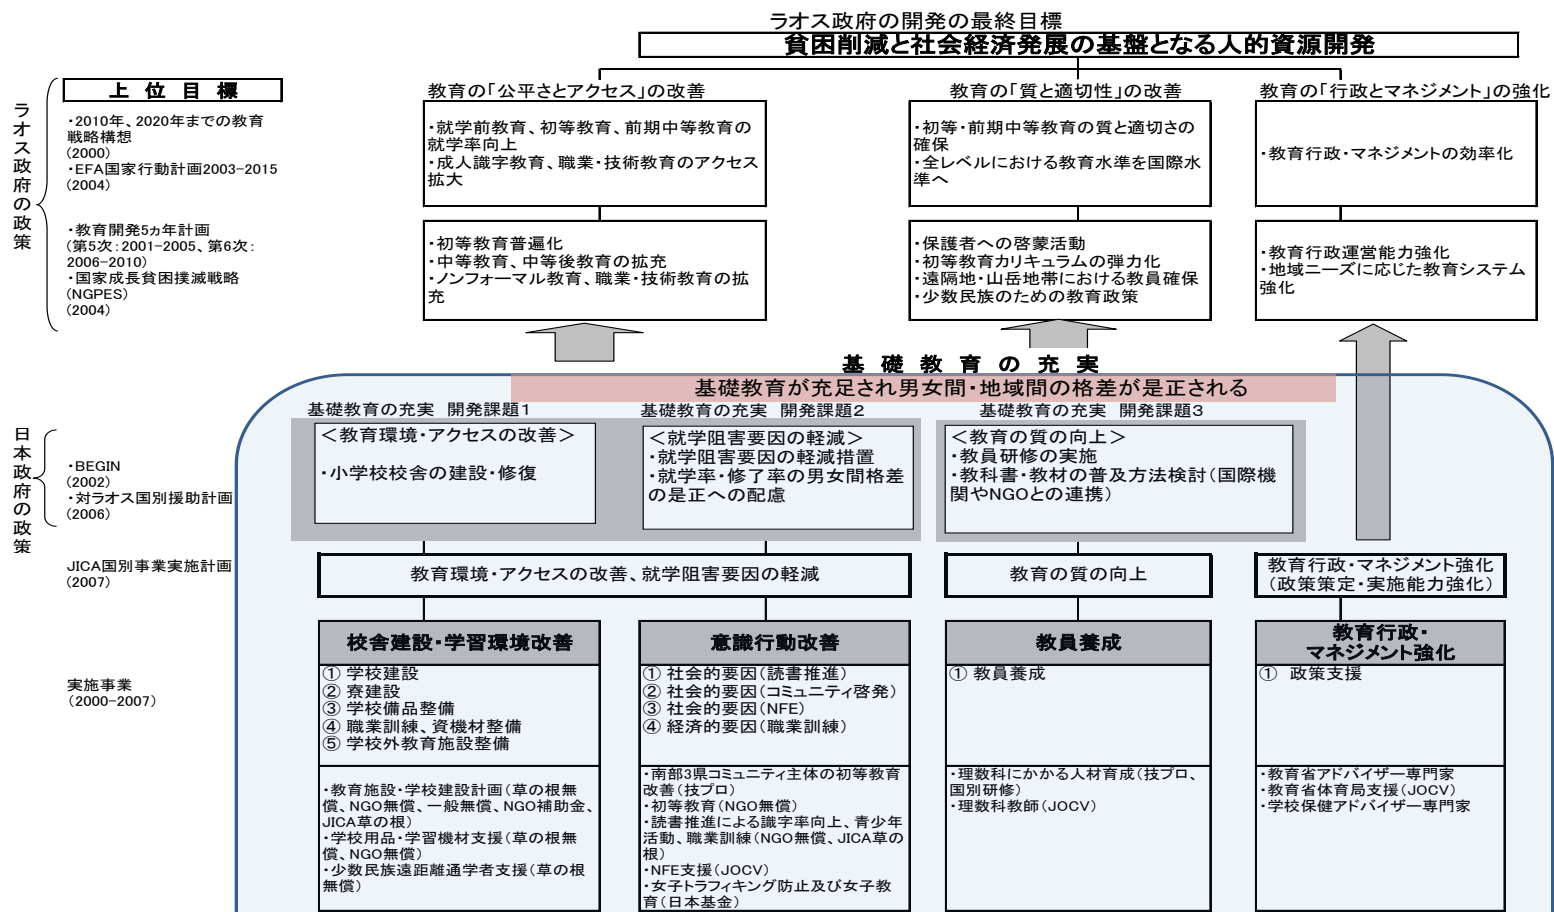 ラオス政府の開発の最終目標
貧困削減と社会経済発展の基盤となる人的資源開発
ラオス政府の政策
上 位 目 標
・2010年、2020年までの教育
戦略構想
(2000)
・EFA国家行動計画2003-2015
(2004)
・教育開発5ヵ年計画
(第5次:2001-2005、第6次:
2006-2010)
・国家成長貧困撲滅戦略
(NGPES)
(2004)
教育の「公平さとアクセス」の改善
・就学前教育、初等教育、前期中等教育の
就学率向上
・成人識字教育、職業・技術教育のアクセス
拡大
・初等教育普遍化
・中等教育、中等後教育の拡充
・ノンフォーマル教育、職業・技術教育の拡
充
教育の「質と適切性」の改善
・初等・前期中等教育の質と適切さの
確保
・全レベルにおける教育水準を国際水
準へ
・保護者への啓蒙活動
・初等教育カリキュラムの弾力化
・遠隔地・山岳地帯における教員確保
・少数民族のための教育政策
教育の「行政とマネジメント」の強化
・教育行政・マネジメントの効率化
・教育行政運営能力強化
・地域ニーズに応じた教育システム
強化
基 礎 教 育 の 充 実
基礎教育が充足され男女間・地域間の格差が是正される
日本政府の政策
・BEGIN
(2002)
・対ラオス国別援助計画
(2006)
基礎教育の充実 開発課題1
<教育環境・アクセスの改善>
・小学校校舎の建設・修復
基礎教育の充実 開発課題2
<就学阻害要因の軽減>
・就学阻害要因の軽減措置
・就学率・修了率の男女間格差
の是正への配慮
基礎教育の充実 開発課題3
<教育の質の向上>
・教員研修の実施
・教科書・教材の普及方法検討(国際機
関やNGOとの連携)
JICA国別事業実施計画
(2007)
教育環境・アクセスの改善、就学阻害要因の軽減
教育の質の向上
教育行政・マネジメント強化
(政策策定・実施能力強化)
実施事業
(2000-2007)
校舎建設・学習環境改善
① 学校建設
② 寮建設
③ 学校備品整備
④ 職業訓練、資機材整備
⑤ 学校外教育施設整備
・教育施設・学校建設計画(草の根無
償、NGO無償、一般無償、NGO補助金、
JICA草の根)
・学校用品・学習機材支援(草の根無
償、NGO無償)
・少数民族遠距離通学者支援(草の根
無償)
意識行動改善
① 社会的要因(読書推進)
② 社会的要因(コミュニティ啓発)
③ 社会的要因(NFE)
④ 経済的要因(職業訓練)
・南部3県コミュニティ主体の初等教育
改善(技プロ)
・初等教育(NGO無償)
・読書推進による識字率向上、青少年
活動、職業訓練(NGO無償、JICA草の
根)
・NFE支援(JOCV)
・女子トラフィキング防止及び女子教
育(日本基金)
教員養成
① 教員養成
・理数科にかかる人材育成(技プロ、
国別研修)
・理数科教師(JOCV)
教育行政・
マネジメント強化
① 政策支援
・教育省アドバイザー専門家
・教育省体育局支援(JOCV)
・学校保健アドバイザー専門家